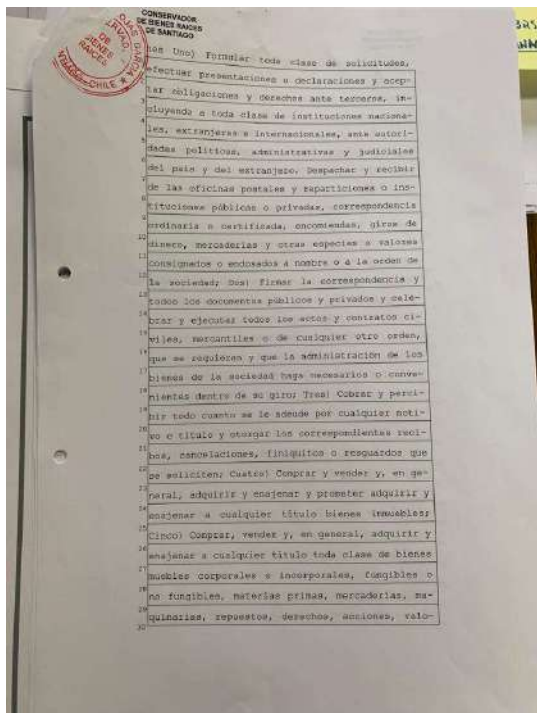 CONSERVADOR
DE BIENES RAICES
DE SANTIAGO
DE
BIENES
RAICES
CHILE
nes Uno) Formular toda clase de solicitudes,
efectuar presentaciones o declaraciones y acep-
tar obligaciones y derechos ante terceros, in-
cluyendo a toda clase de instituciones naciona-
les, extranjeras e internacionales, ante autori-
dades políticas, administrativas y judiciales
del país y del extranjero. Despachar y recibir
de las oficinas postales y reparticiones o ins-
tituciones públicas o privadas, correspondencia
ordinaria o certificada, encomiendas, giros de
dinero, mercaderías y otras especies o valores
consignados o endosados a nombre o a la orden de
la sociedad; Dos) Firmar la correspondencia y
todos los documentos públicos y privados y cele-
brar y ejecutar todos los actos y contratos ci-
viles, mercantiles o de cualquier otro orden,
que se requieran y que la administración de los
bienes de la sociedad haga necesarios o conve-
nientes dentro de su giro; Tres) Cobrar y perci-
bir todo cuanto se le adeude por cualquier moti-
vo o título y otorgar los correspondientes reci-
bos, cancelaciones, finiquitos o resguardos que
se soliciten; Cuatro) Comprar y vender y, en ge-
neral, adquirir y enajenar y prometer adquirir y
enajenar a cualquier título bienes inmuebles;
Cinco) Comprar, vender y, en general, adquirir y
enajenar a cualquier título toda clase de bienes
muebles corporales e incorporales, fungibles o
no fungibles, materias primas, mercaderías, ma-
quinarias, repuestos, derechos, acciones, valo-